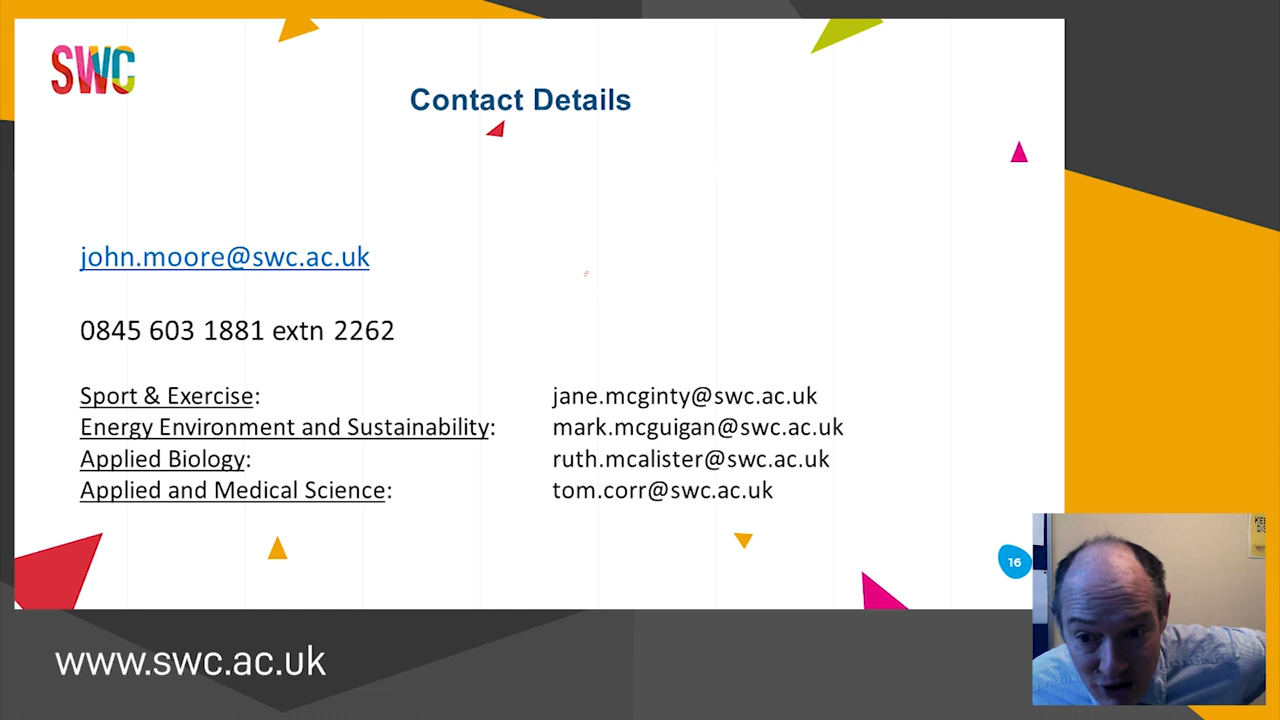 SWC
Contact Details
john.moore@swc.ac.uk
0845 603 1881 extn 2262
Sport & Exercise: jane.mcginty@swc.ac.uk
Energy Environment and Sustainability: mark.mcguigan@swc.ac.uk
Applied Biology: ruth.mcalister@swc.ac.uk
Applied and Medical Science: tom.corr@swc.ac.uk
16
www.swc.ac.uk